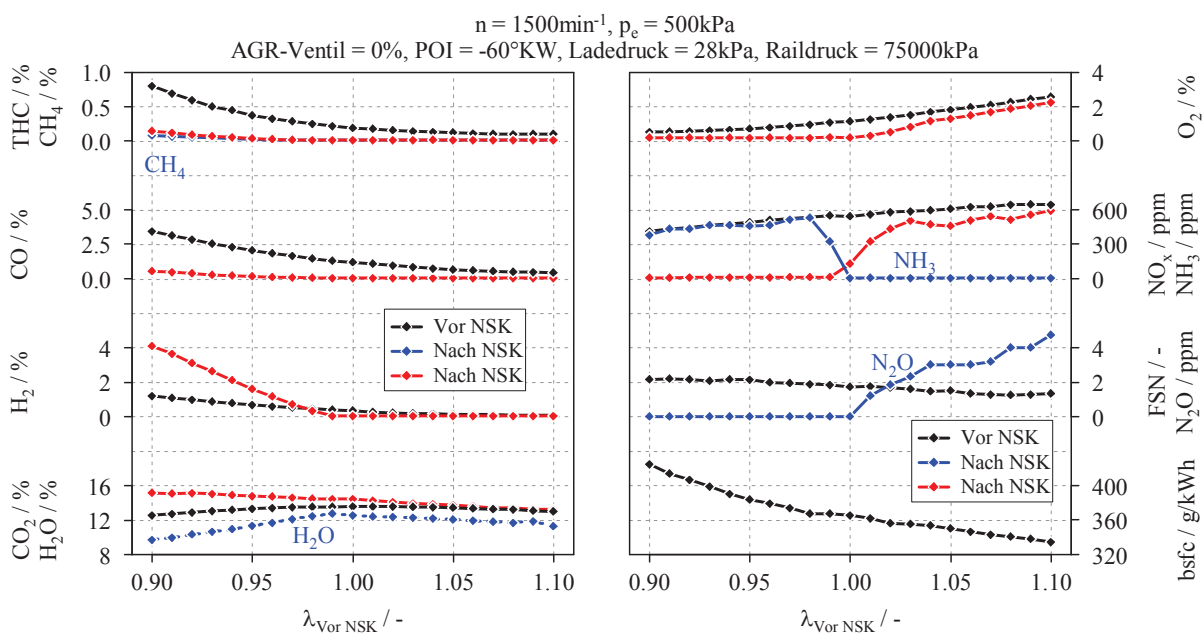 n = 1500min⁻¹, pₑ = 500kPa
AGR-Ventil = 0%, POI = -60°KW, Ladedruck = 28kPa, Raildruck = 75000kPa
THC / %
CH₄ / %
1.0
0.5
0.0
CH₄
CO / %
5.0
2.5
0.0
H₂ / %
4
2
0
Vor NSK
Nach NSK
Nach NSK
CO₂ / %
H₂O / %
16
12
8
H₂O
0.90
0.95
1.00
1.05
1.10
λVor NSK / -
4
2
0
O₂ / %
600
300
0
NOₓ / ppm
NH₃ / ppm
NH₃
4
2
0
FSN / -
N₂O / ppm
N₂O
Vor NSK
Nach NSK
Nach NSK
400
360
320
bsfc / g/kWh
0.90
0.95
1.00
1.05
1.10
λVor NSK / -